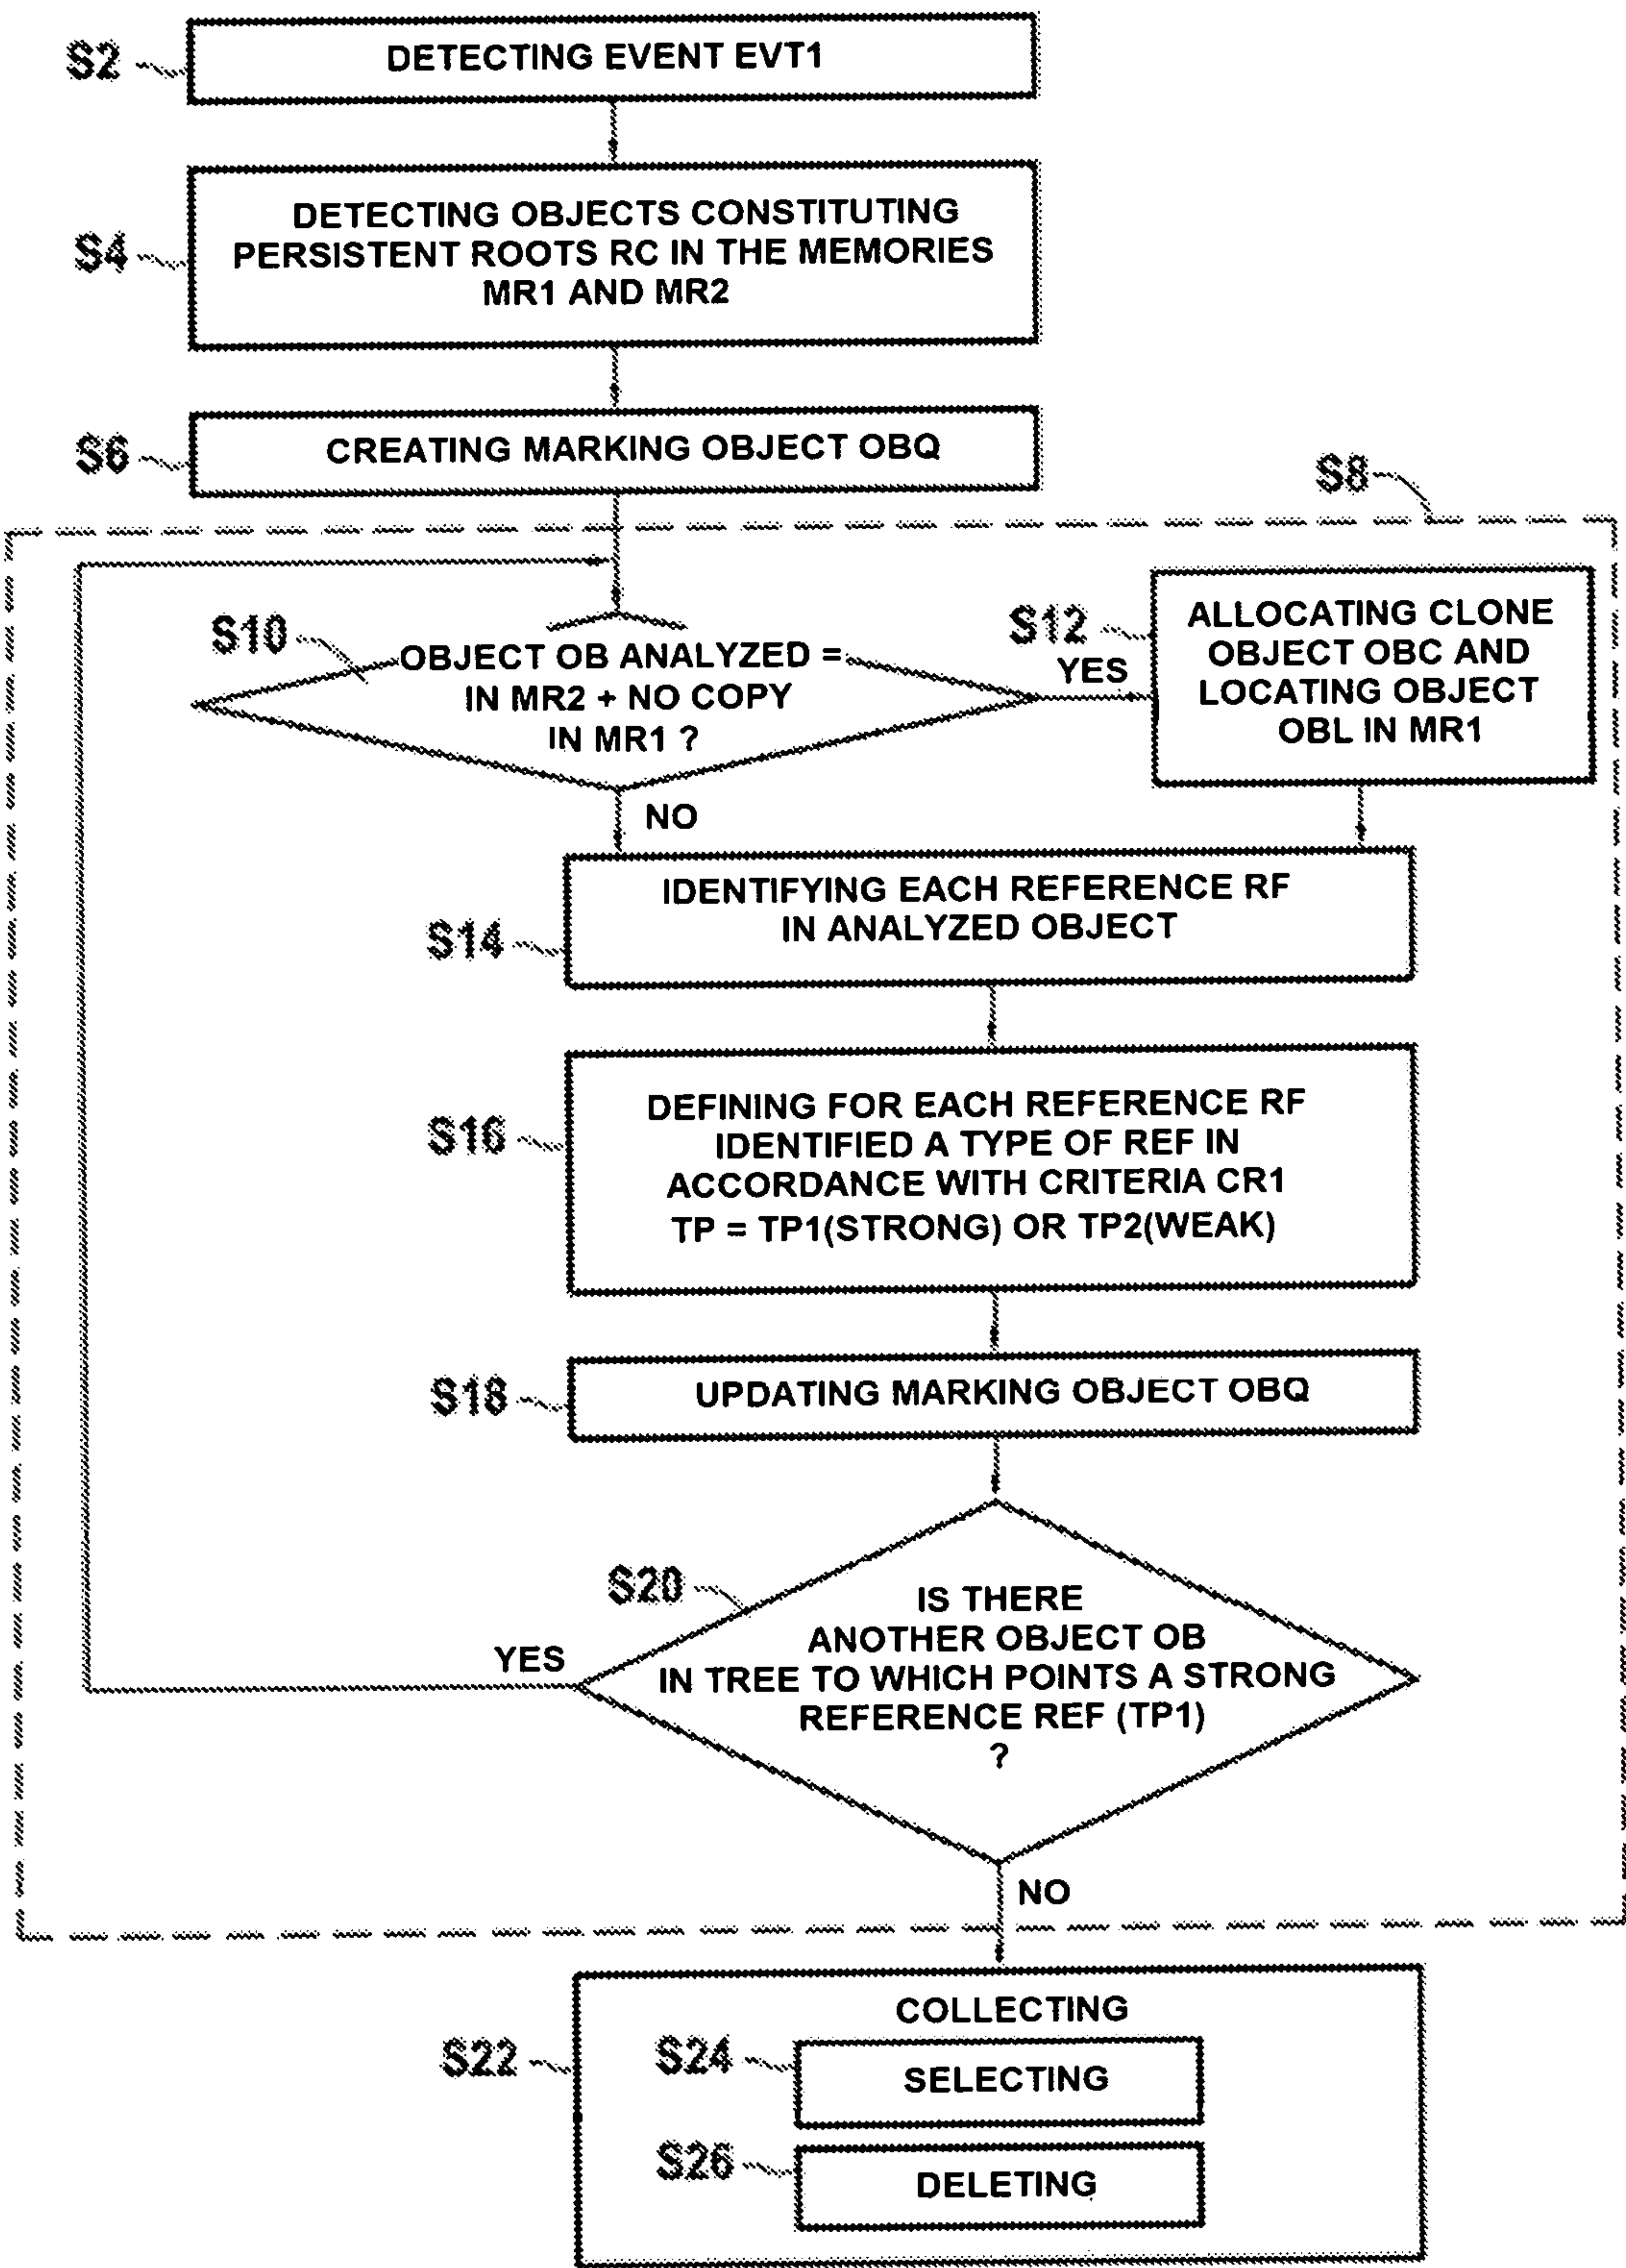 S2
DETECTING EVENT EVT1
S4
DETECTING OBJECTS CONSTITUTING
PERSISTENT ROOTS RC IN THE MEMORIES
MR1 AND MR2
S6
CREATING MARKING OBJECT OBQ
S8
S10
OBJECT OB ANALYZED =
IN MR2 + NO COPY
IN MR1 ?
YES
NO
S12
ALLOCATING CLONE
OBJECT OBC AND
LOCATING OBJECT
OBL IN MR1
S14
IDENTIFYING EACH REFERENCE RF
IN ANALYZED OBJECT
S16
DEFINING FOR EACH REFERENCE RF
IDENTIFIED A TYPE OF REF IN
ACCORDANCE WITH CRITERIA CR1
TP = TP1(STRONG) OR TP2(WEAK)
S18
UPDATING MARKING OBJECT OBQ
S20
IS THERE
ANOTHER OBJECT OB
IN TREE TO WHICH POINTS A STRONG
REFERENCE REF (TP1)
?
YES
NO
S22
COLLECTING
S24
SELECTING
S26
DELETING